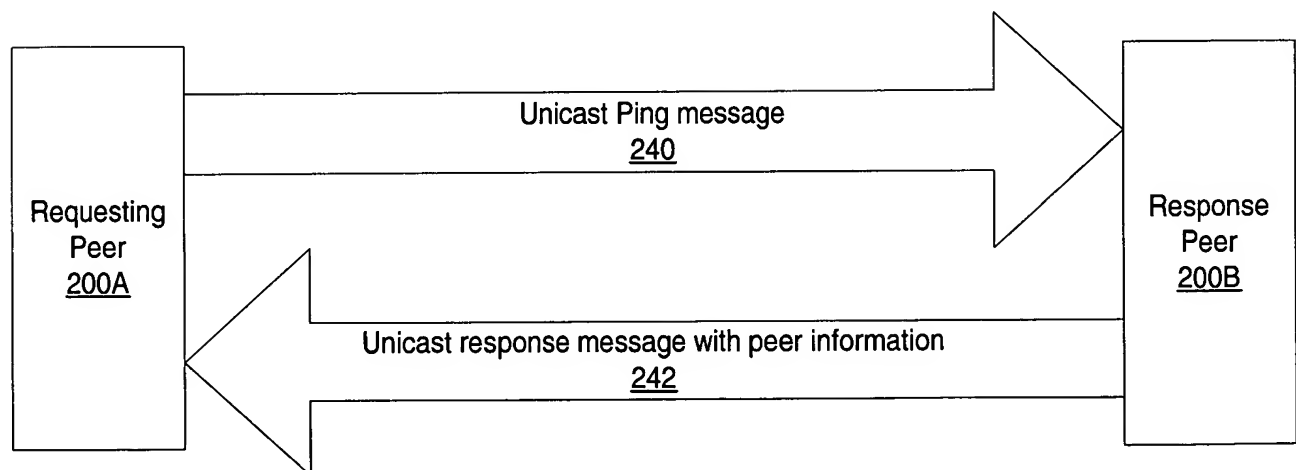 Unicast Ping message
240
Requesting
Peer
200A
Response
Peer
200B
Unicast response message with peer information
242